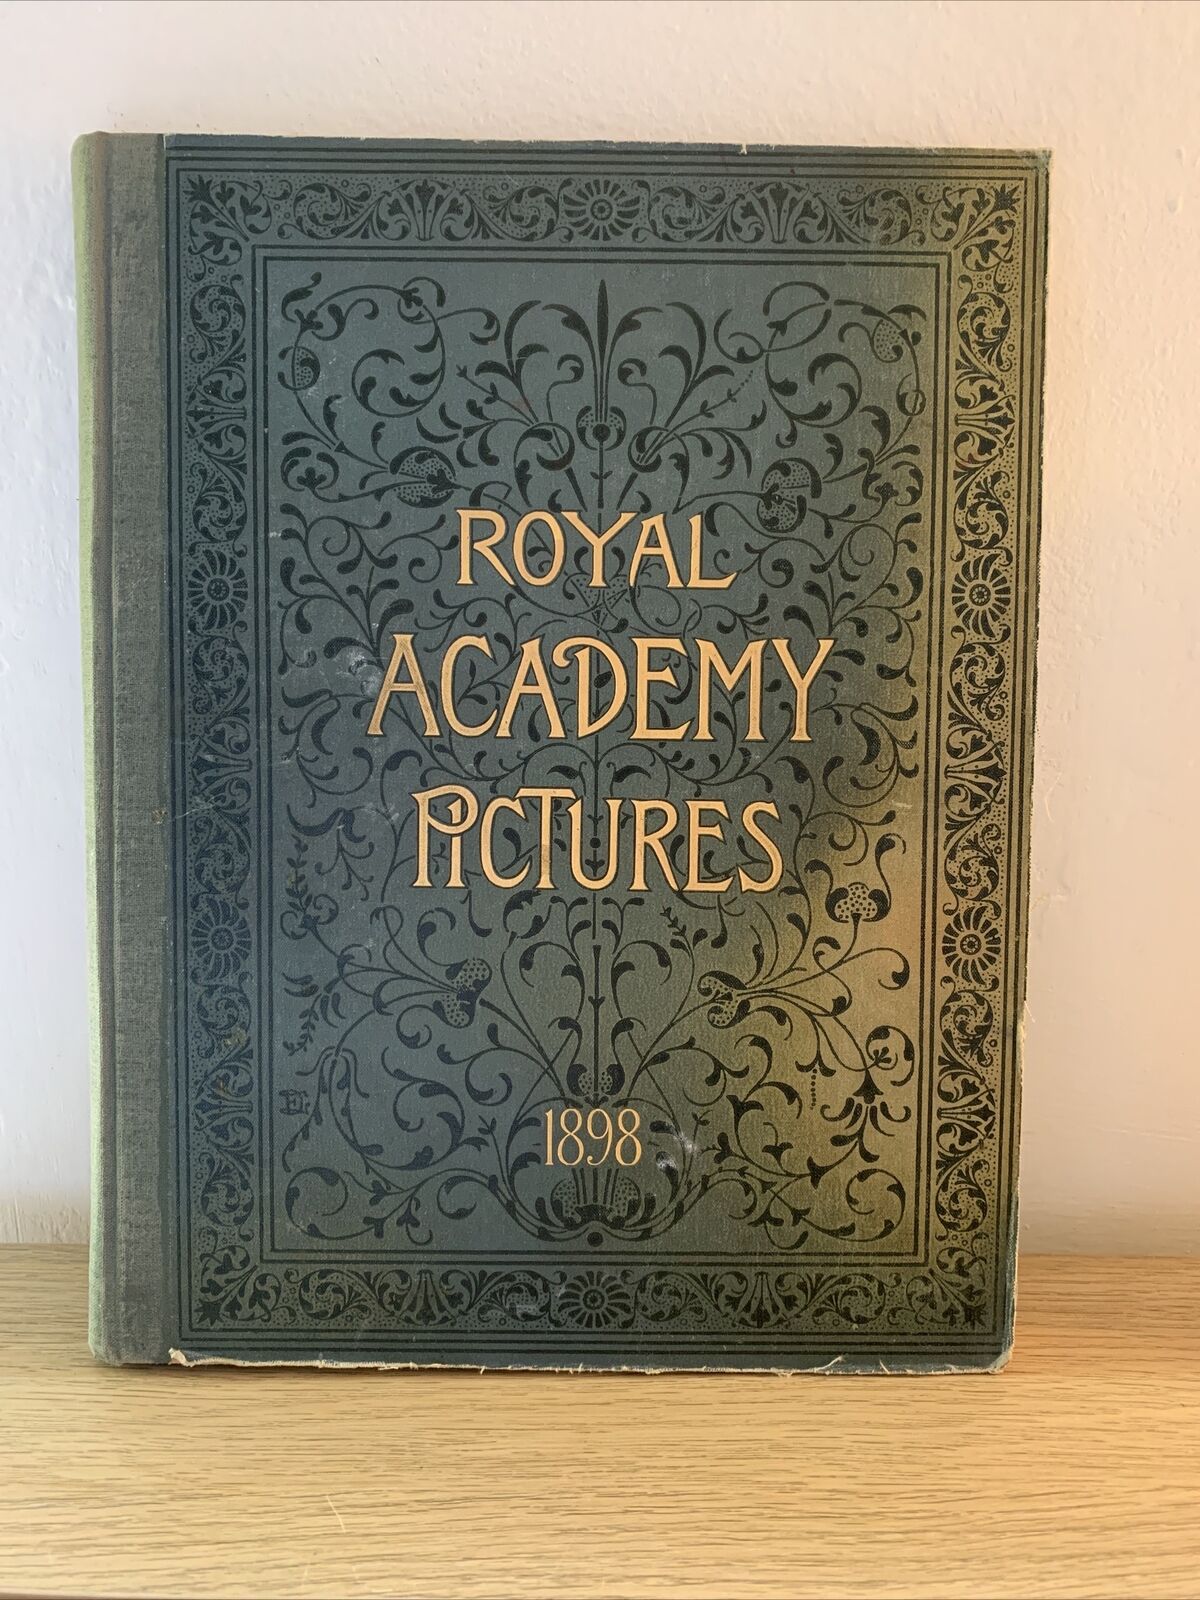 ROYAL
ACADEMY
PICTURES
1898